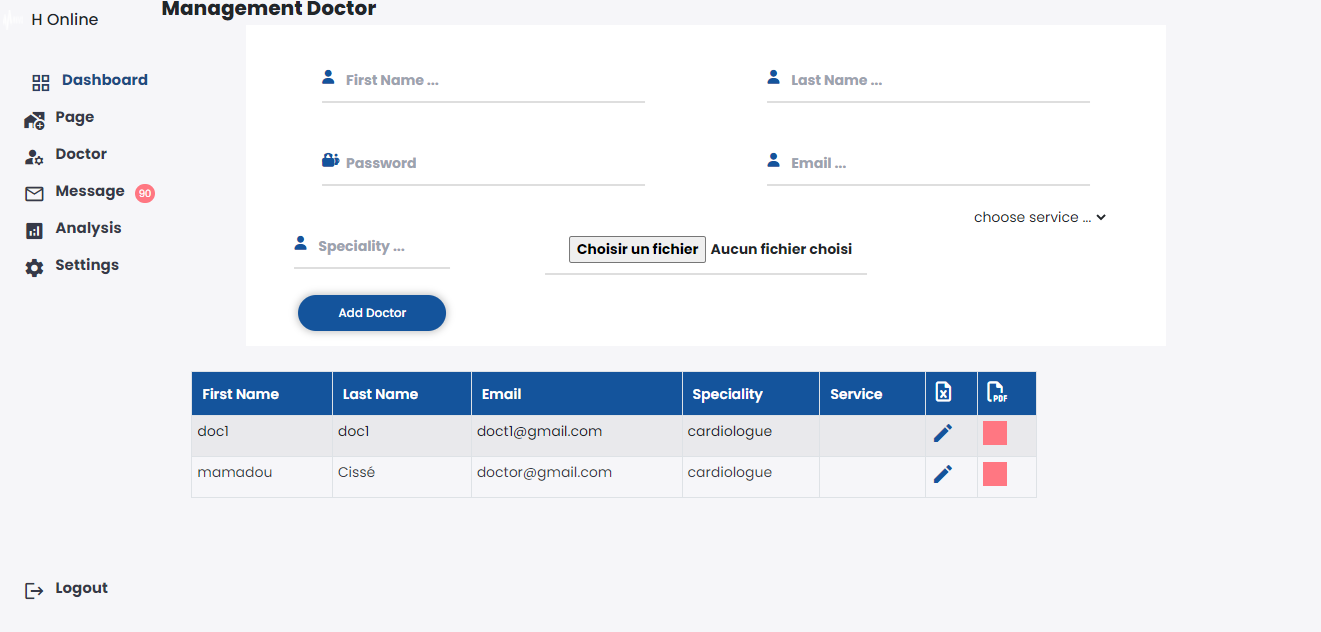 Management Doctor
H Online
Dashboard
Page
Doctor
Message 90
Analysis
Settings
Logout
First Name ...
Last Name ...
Password
Email ...
choose service ...
Speciality ...
Choisir un fichier Aucun fichier choisi
Add Doctor
First Name Last Name Email Speciality Service X PDF
doc1 doc1 doct1@gmail.com cardiologue
mamadou Cissé doctor@gmail.com cardiologue